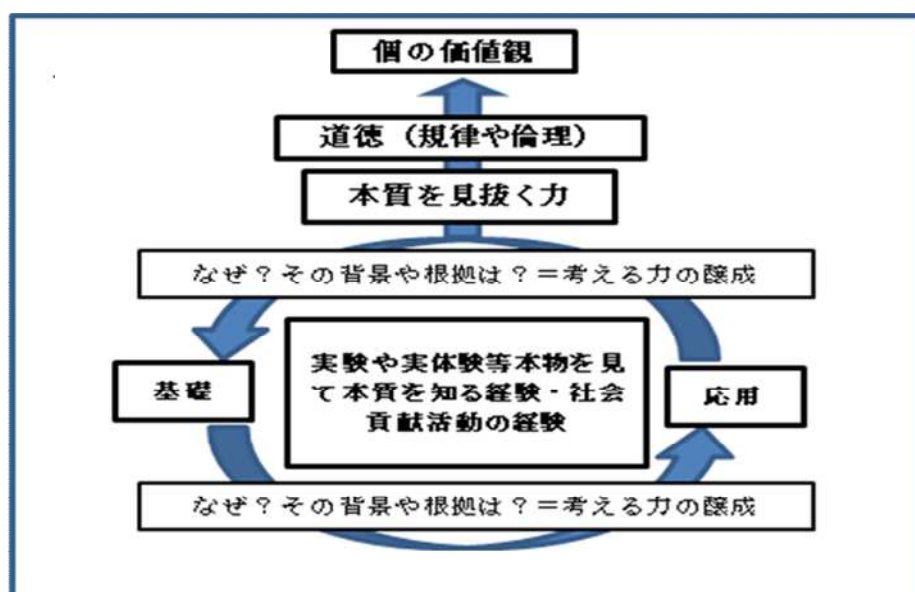 個の価値観
道徳（規律や倫理）
本質を見抜く力
なぜ？その背景や根拠は？＝考える力の醸成
基礎
実験や実体験等本物を見
て本質を知る経験・社会
貢献活動の経験
応用
なぜ？その背景や根拠は？＝考える力の醸成